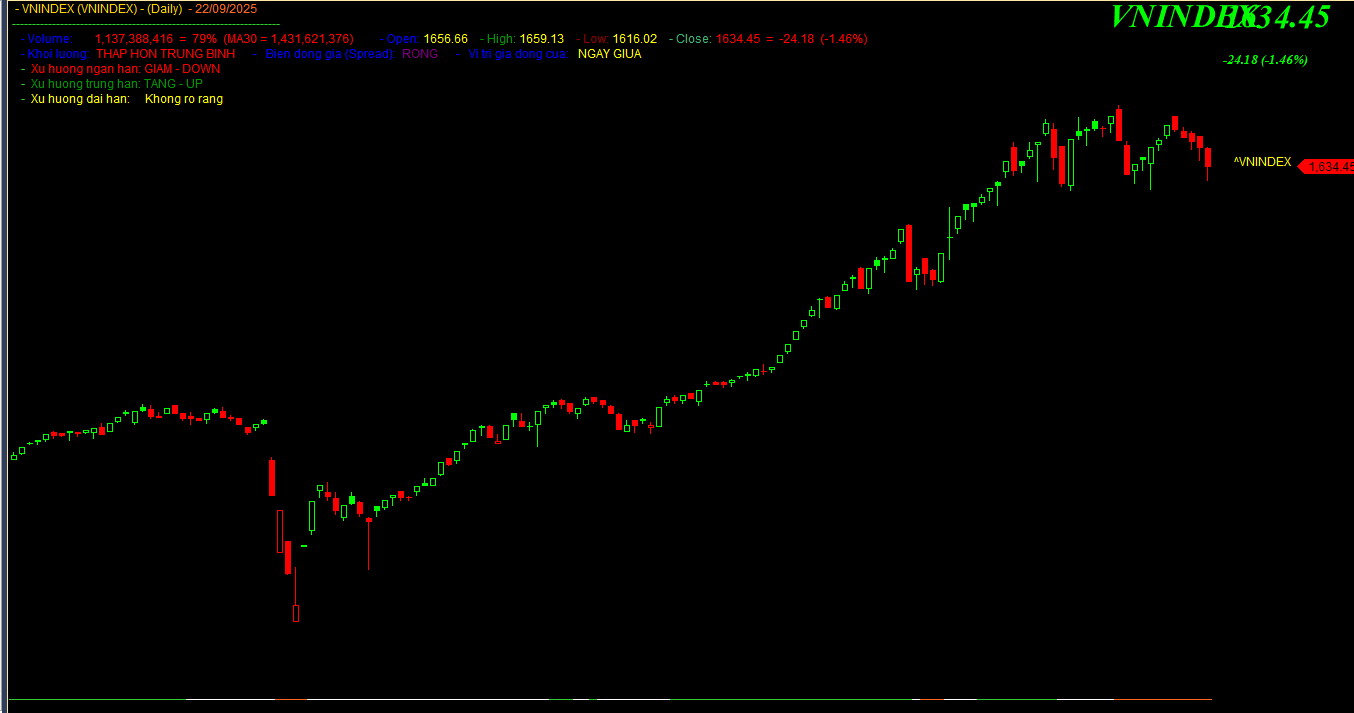 - VNINDEX (VNINDEX) - (Daily) - 22/09/2025
VNINDEX
1634.45
- Volume: 1,137,388,416 = 79% (MA30 = 1,431,621,376) - Open: 1656.66 - High: 1659.13 - Low: 1616.02 - Close: 1634.45 = -24.18 (-1.46%)
- Khoi luong: THAP HON TRUNG BINH - Bien dong gia (Spread): RONG - Vi tri gia dong cua: NGAY GIUA
-24.18 (-1.46%)
- Xu huong ngan han: GIAM - DOWN
- Xu huong trung han: TANG - UP
- Xu huong dai han: Khong ro rang
^VNINDEX
1,634.45